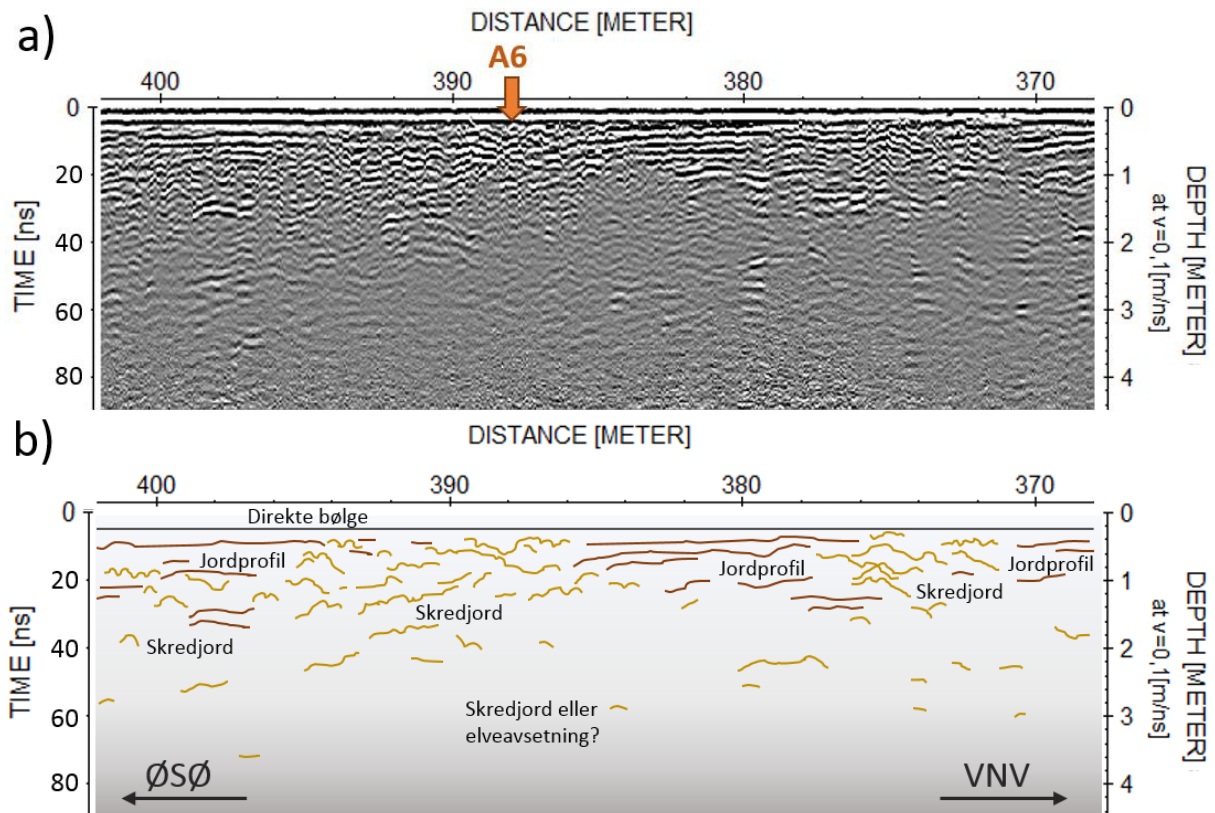 a)
DISTANCE [METER]
A6
400 390 380 370
0 0
20 1
40 2
60 3
80 4
TIME [ns]
DEPTH [METER]
at v=0,1[m/ns]
b)
DISTANCE [METER]
400 390 380 370
0 0
Direkte bølge
Jordprofil Jordprofil Jordprofil
20 1
Skredjord Skredjord
Skredjord
40 2
60 3
Skredjord eller
elveavsetning?
80 4
TIME [ns]
DEPTH [METER]
at v=0,1[m/ns]
ØSØ VNV